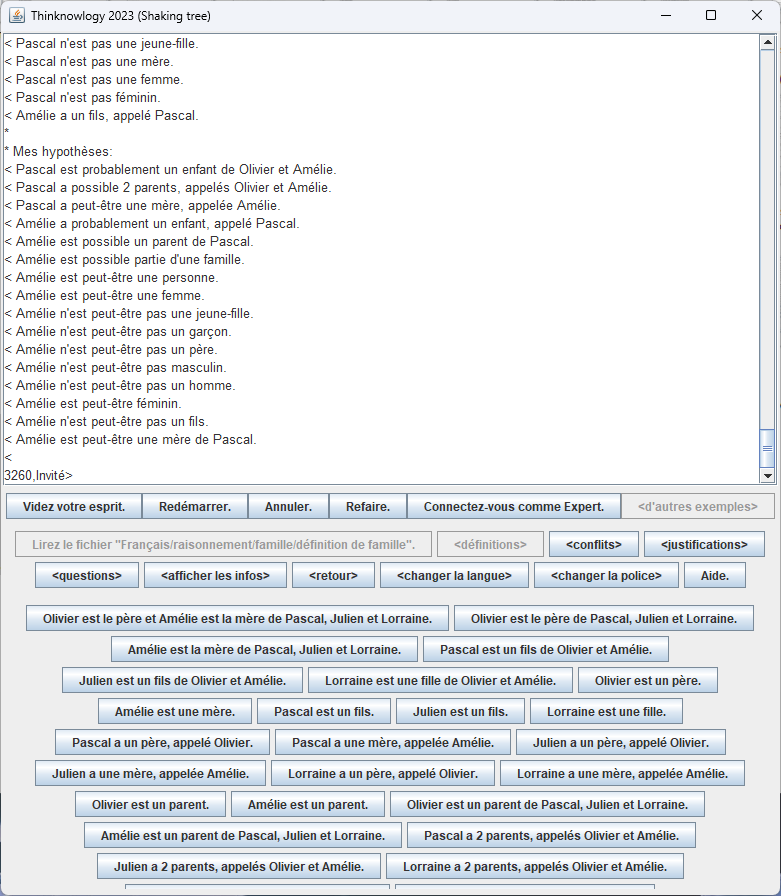 Thinknowlogy 2023 (Shaking tree)
< Pascal n'est pas une jeune-fille.
< Pascal n'est pas une mère.
< Pascal n'est pas une femme.
< Pascal n'est pas féminin.
< Amélie a un fils, appelé Pascal.
*
* Mes hypothèses:
< Pascal est probablement un enfant de Olivier et Amélie.
< Pascal a possible 2 parents, appelés Olivier et Amélie.
< Pascal a peut-être une mère, appelée Amélie.
< Amélie a probablement un enfant, appelé Pascal.
< Amélie est possible un parent de Pascal.
< Amélie est possible partie d'une famille.
< Amélie est peut-être une personne.
< Amélie est peut-être une femme.
< Amélie n'est peut-être pas une jeune-fille.
< Amélie n'est peut-être pas un garçon.
< Amélie n'est peut-être pas un père.
< Amélie n'est peut-être pas masculin.
< Amélie n'est peut-être pas un homme.
< Amélie est peut-être féminin.
< Amélie n'est peut-être pas un fils.
< Amélie est peut-être une mère de Pascal.
<
3260,Invité>
Videz votre esprit. Redémarrer. Annuler. Refaire. Connectez-vous comme Expert. <d'autres exemples>
Lirez le fichier "Français/raisonnement/famille/définition de famille". <définitions> <conflits> <justifications>
<questions> <afficher les infos> <retour> <changer la langue> <changer la police> Aide.
Olivier est le père et Amélie est la mère de Pascal, Julien et Lorraine. Olivier est le père de Pascal, Julien et Lorraine.
Amélie est la mère de Pascal, Julien et Lorraine. Pascal est un fils de Olivier et Amélie.
Julien est un fils de Olivier et Amélie. Lorraine est une fille de Olivier et Amélie. Olivier est un père.
Amélie est une mère. Pascal est un fils. Julien est un fils. Lorraine est une fille.
Pascal a un père, appelé Olivier. Pascal a une mère, appelée Amélie. Julien a un père, appelé Olivier.
Julien a une mère, appelée Amélie. Lorraine a un père, appelé Olivier. Lorraine a une mère, appelée Amélie.
Olivier est un parent. Amélie est un parent. Olivier est un parent de Pascal, Julien et Lorraine.
Amélie est un parent de Pascal, Julien et Lorraine. Pascal a 2 parents, appelés Olivier et Amélie.
Julien a 2 parents, appelés Olivier et Amélie. Lorraine a 2 parents, appelés Olivier et Amélie.